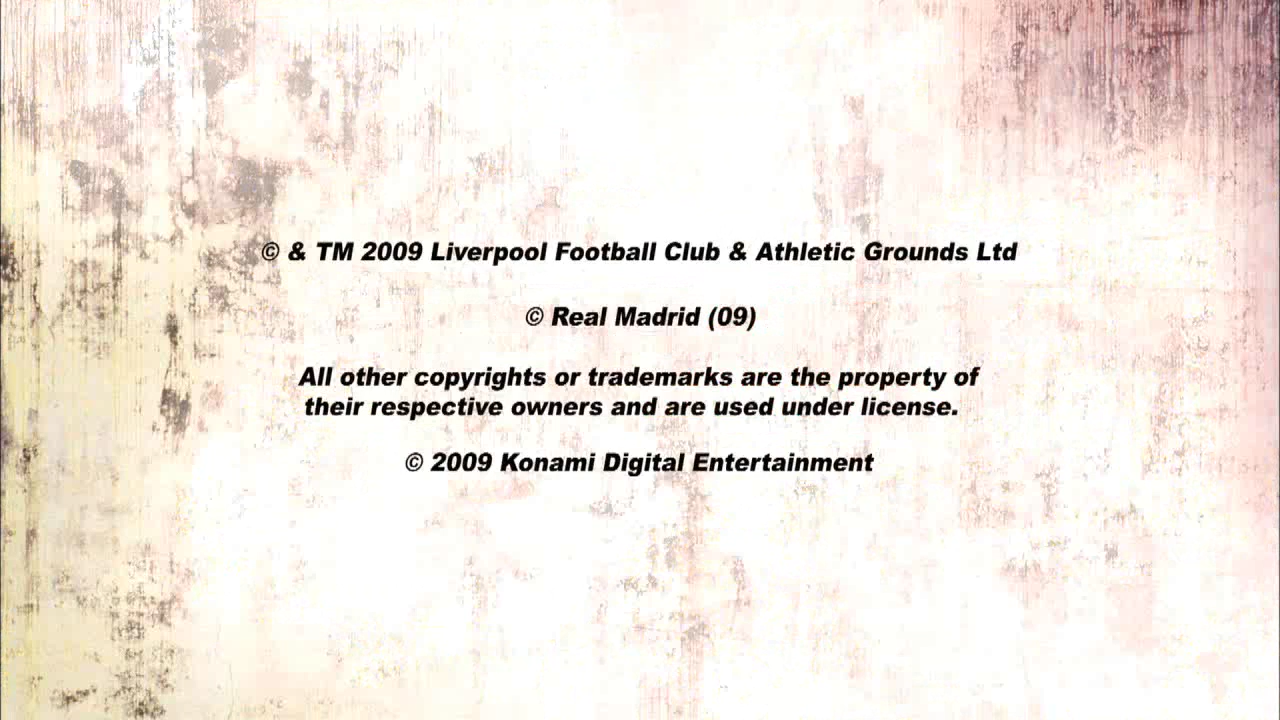 © & TM 2009 Liverpool Football Club & Athletic Grounds Ltd
© Real Madrid (09)
All other copyrights or trademarks are the property of
their respective owners and are used under license.
© 2009 Konami Digital Entertainment